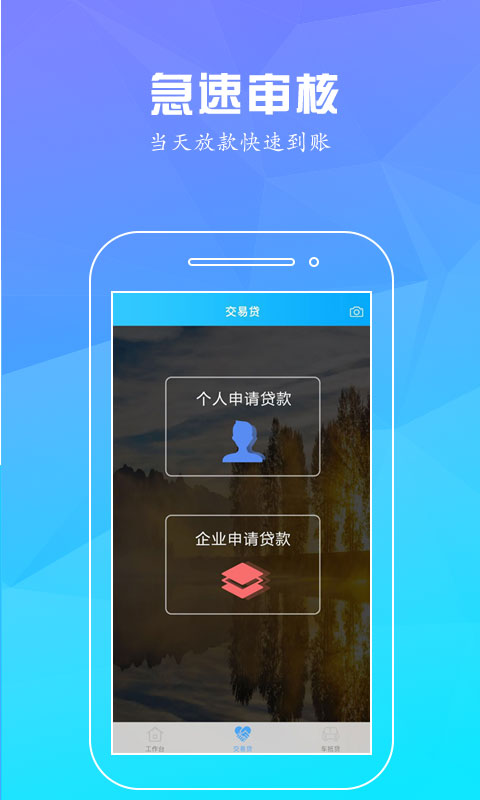 急速审核
当天放款快速到账
交易贷
个人申请贷款
企业申请贷款
工作台
交易贷
车抵贷